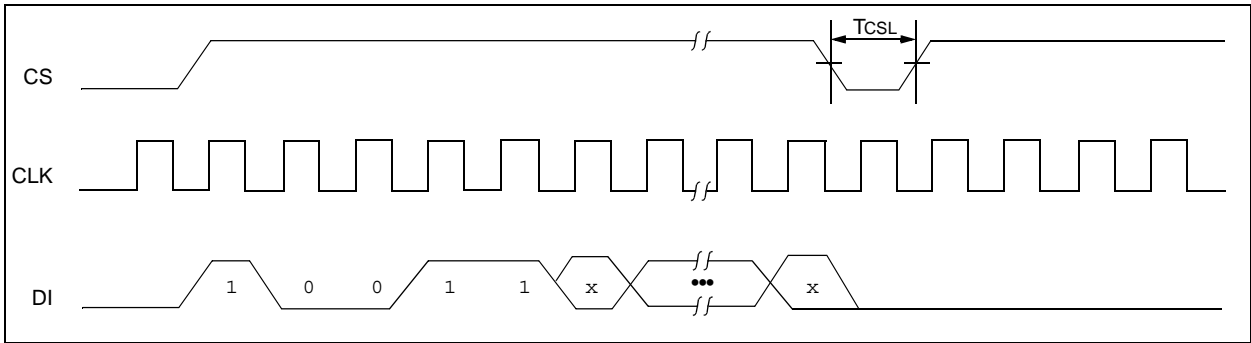 TCSL
CS
CLK
DI 1 0 0 1 1 x ••• x